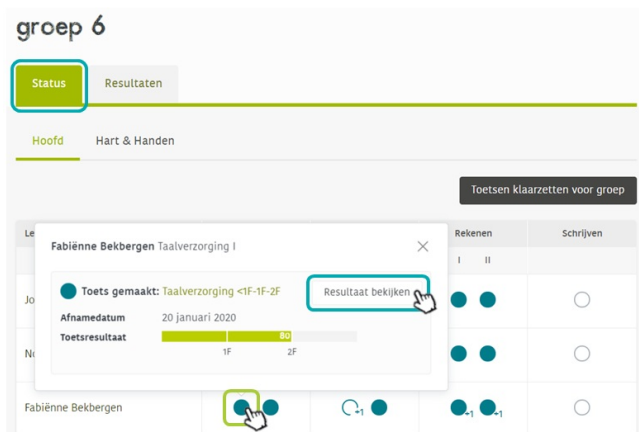 groep 6
Status Resultaten
Hoofd Hart & Handen
Toetsen klaarzetten voor groep
Le Rekenen Schrijven
I II
Fabiënne Bekbergen Taalverzorging I
Toets gemaakt: Taalverzorging <1F-1F-2F Resultaat bekijken
Jo
Afnamedatum 20 januari 2020
Toetsresultaat 80
1F 2F
N
Fabiënne Bekbergen +1 +1 +1